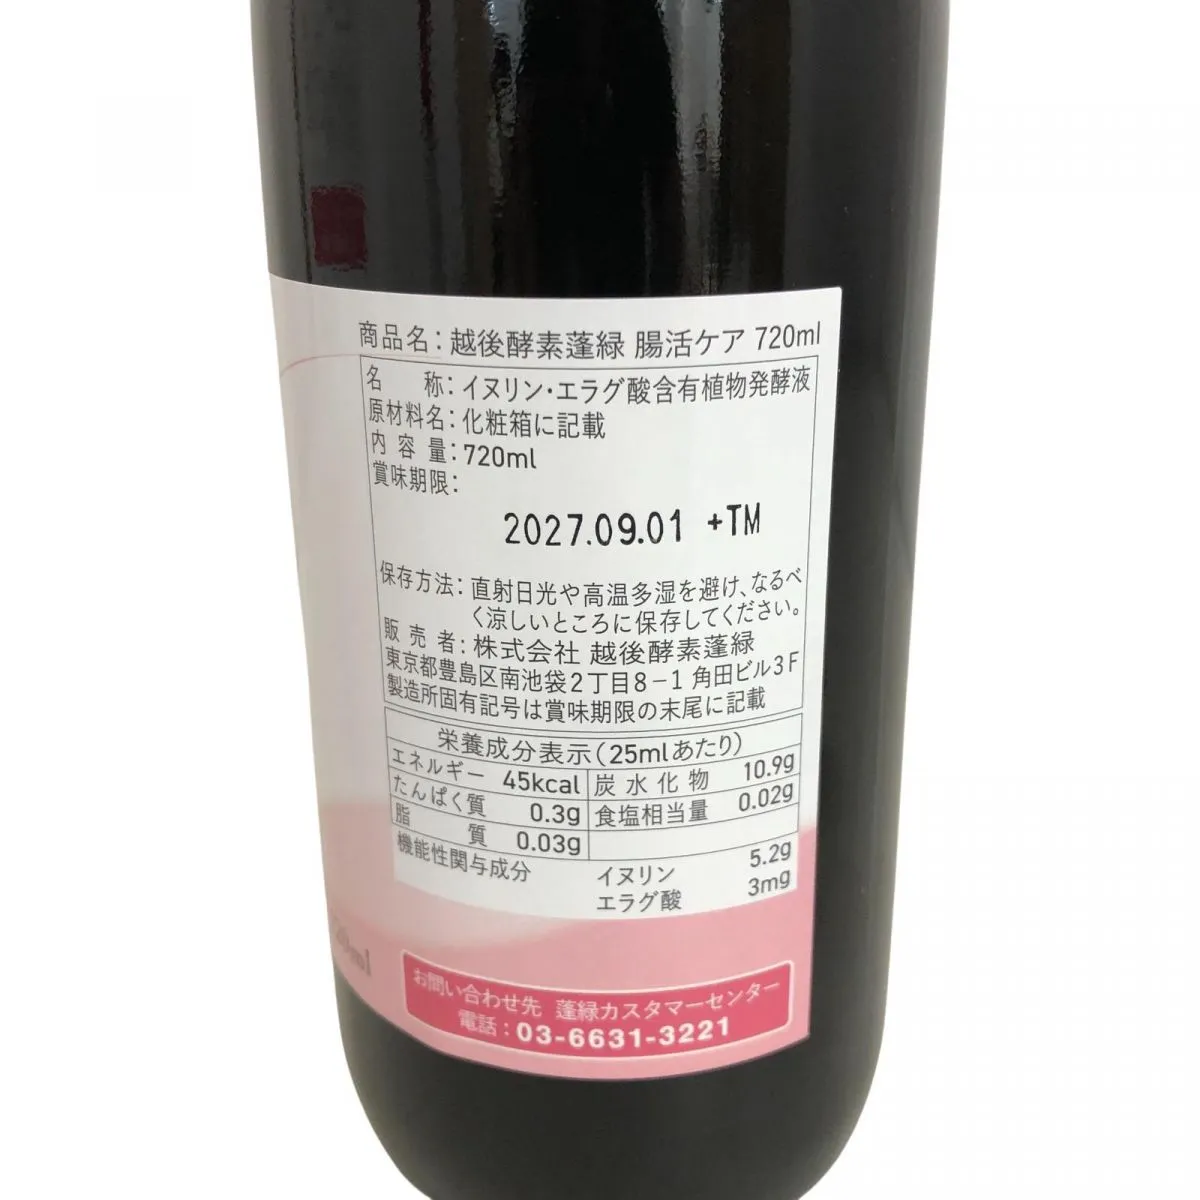 商品名：越後酵素蓬緑 腸活ケア 720ml
名称：イヌリン・エラグ酸含有植物発酵液
原材料名：化粧箱に記載
内容量：720ml
賞味期限：
2027.09.01 +TM
保存方法：直射日光や高温多湿を避け、なるべ
く涼しいところに保存してください。
販売者：株式会社 越後酵素蓬緑
東京都豊島区南池袋2丁目8-1 角田ビル3F
製造所固有記号は賞味期限の末尾に記載
栄養成分表示（25mlあたり）
エネルギー 45kcal 炭水化物 10.9g
たんぱく質 0.3g 食塩相当量 0.02g
脂質 0.03g
機能性関与成分 イヌリン 5.2g
エラグ酸 3mg
お問い合わせ先 蓬緑カスタマーセンター
電話：03-6631-3221